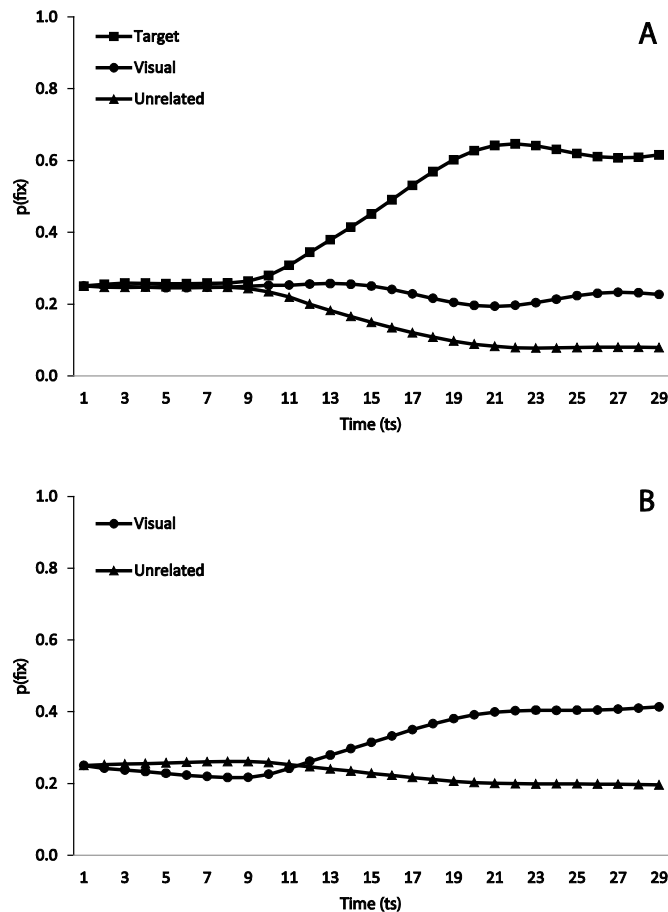 A
Target
Visual
Unrelated
p(fix)
1.0
0.8
0.6
0.4
0.2
0.0
1 3 5 7 9 11 13 15 17 19 21 23 25 27 29
Time (ts)
B
Visual
Unrelated
p(fix)
1.0
0.8
0.6
0.4
0.2
0.0
1 3 5 7 9 11 13 15 17 19 21 23 25 27 29
Time (ts)